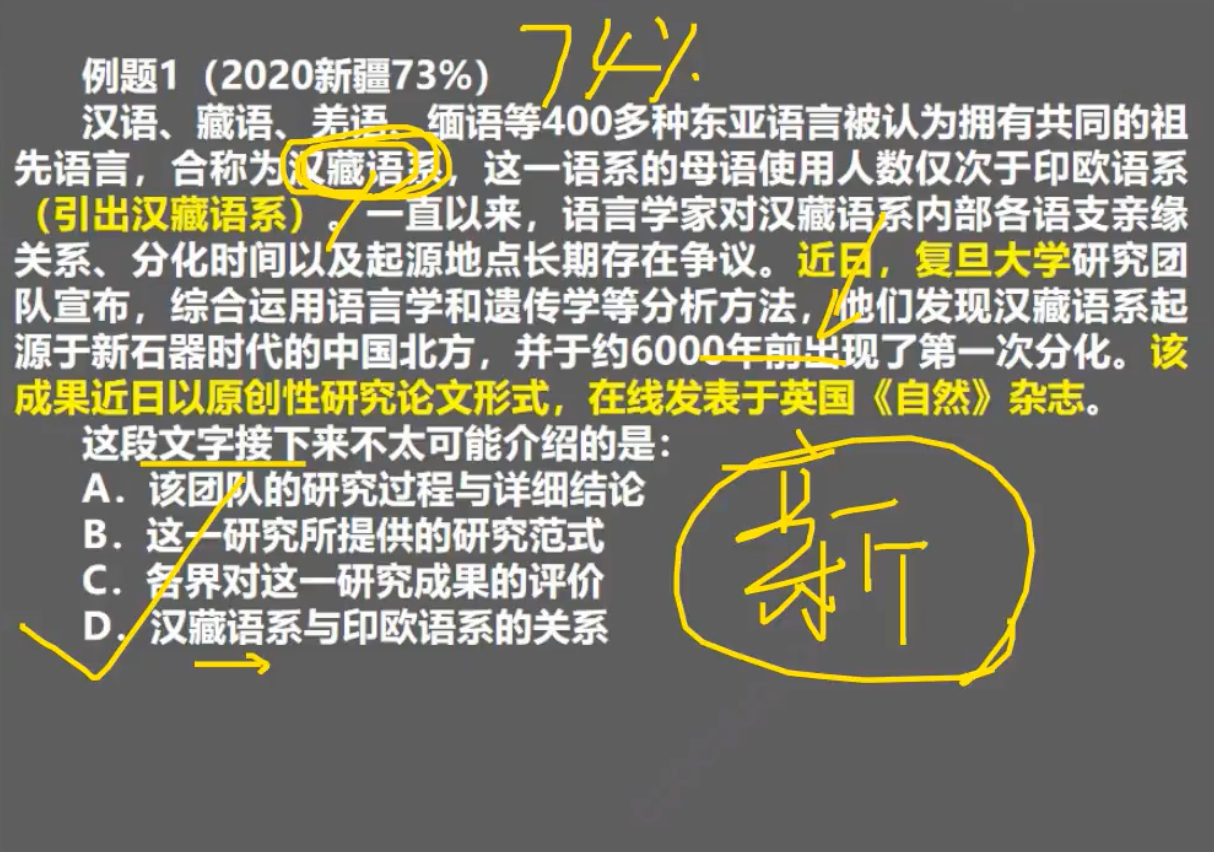 74%
例题1（2020新疆73%）
汉语、藏语、羌语、缅语等400多种东亚语言被认为拥有共同的祖
先语言，合称为汉藏语系，这一语系的母语使用人数仅次于印欧语系
（引出汉藏语系）。一直以来，语言学家对汉藏语系内部各语支亲缘
关系、分化时间以及起源地点长期存在争议。近日，复旦大学研究团
队宣布，综合运用语言学和遗传学等分析方法，他们发现汉藏语系起
源于新石器时代的中国北方，并于约6000年前出现了第一次分化。该
成果近日以原创性研究论文形式，在线发表于英国《自然》杂志。
这段文字接下来不太可能介绍的是：
A．该团队的研究过程与详细结论
B．这一研究所提供的研究范式
C．各界对这一研究成果的评价
D．汉藏语系与印欧语系的关系
新